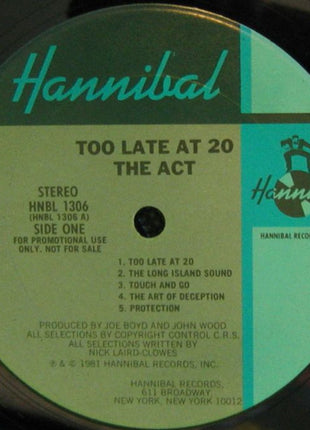 Hannibal
TOO LATE AT 20
THE ACT
STEREO
HNBL 1306
(HNBL 1306 A)
SIDE ONE
FOR PROMOTIONAL USE
ONLY. NOT FOR SALE
1. TOO LATE AT 20
2. THE LONG ISLAND SOUND
3. TOUCH AND GO
4. THE ART OF DECEPTION
5. PROTECTION
PRODUCED BY JOE BOYD AND JOHN WOOD
ALL SELECTIONS BY COPYRIGHT CONTROL C.R.S.
ALL SELECTIONS WRITTEN BY
NICK LAIRD-CLOWES
℗ & © 1981 HANNIBAL RECORDS, INC.
HANNIBAL RECORDS,
611 BROADWAY
NEW YORK, NEW YORK 10012
HANNIBAL RECOR